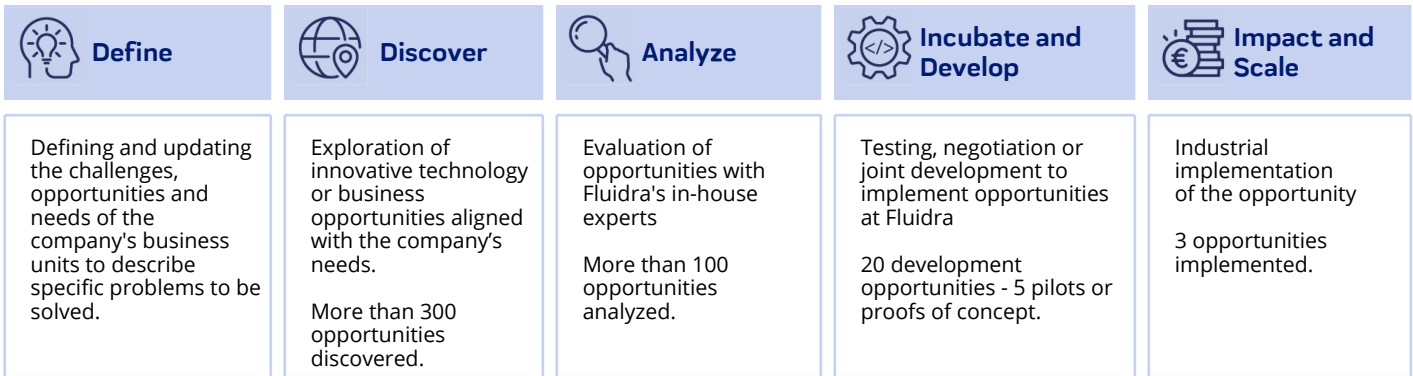 Define
Defining and updating
the challenges,
opportunities and
needs of the
company's business
units to describe
specific problems to be
solved.
Discover
Exploration of
innovative technology
or business
opportunities aligned
with the company’s
needs.
More than 300
opportunities
discovered.
Analyze
Evaluation of
opportunities with
Fluidra's in-house
experts
More than 100
opportunities
analyzed.
</>
Incubate and
Develop
Testing, negotiation or
joint development to
implement opportunities
at Fluidra
20 development
opportunities - 5 pilots or
proofs of concept.
€
Impact and
Scale
Industrial
implementation
of the opportunity
3 opportunities
implemented.